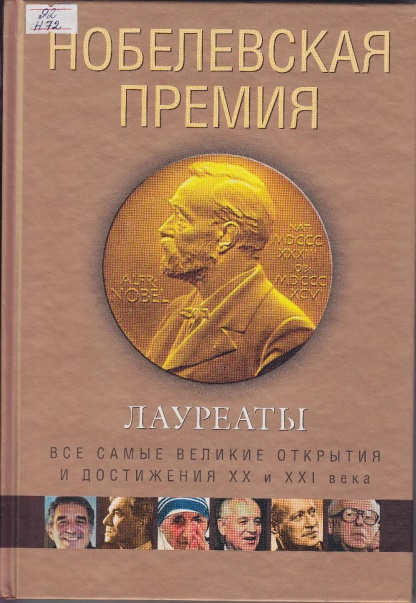 92
Н 72
НОБЕЛЕВСКАЯ
ПРЕМИЯ
ALFR.
NOBEL
NAT.
MDCCC
XXXIII
OB.
MDCCC
XCVI
ЛАУРЕАТЫ
ВСЕ САМЫЕ ВЕЛИКИЕ ОТКРЫТИЯ
И ДОСТИЖЕНИЯ XX и XXI века